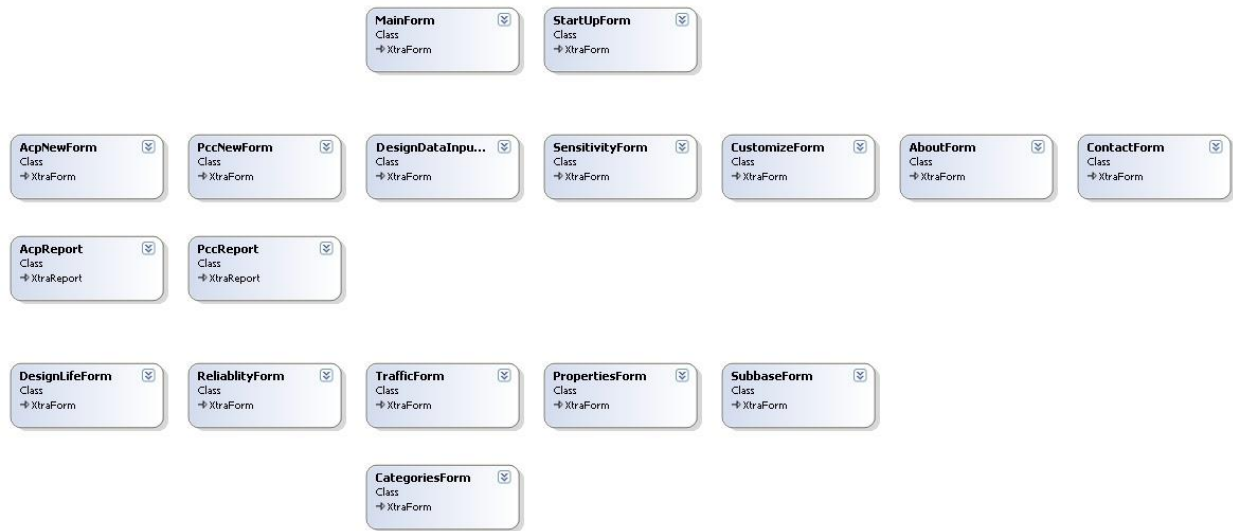 MainForm
Class
XtraForm
StartUpForm
Class
XtraForm
AcpNewForm
Class
XtraForm
PccNewForm
Class
XtraForm
DesignDataInpu...
Class
XtraForm
SensitivityForm
Class
XtraForm
CustomizeForm
Class
XtraForm
AboutForm
Class
XtraForm
ContactForm
Class
XtraForm
AcpReport
Class
XtraReport
PccReport
Class
XtraReport
DesignLifeForm
Class
XtraForm
ReliablityForm
Class
XtraForm
TrafficForm
Class
XtraForm
PropertiesForm
Class
XtraForm
SubbaseForm
Class
XtraForm
CategoriesForm
Class
XtraForm